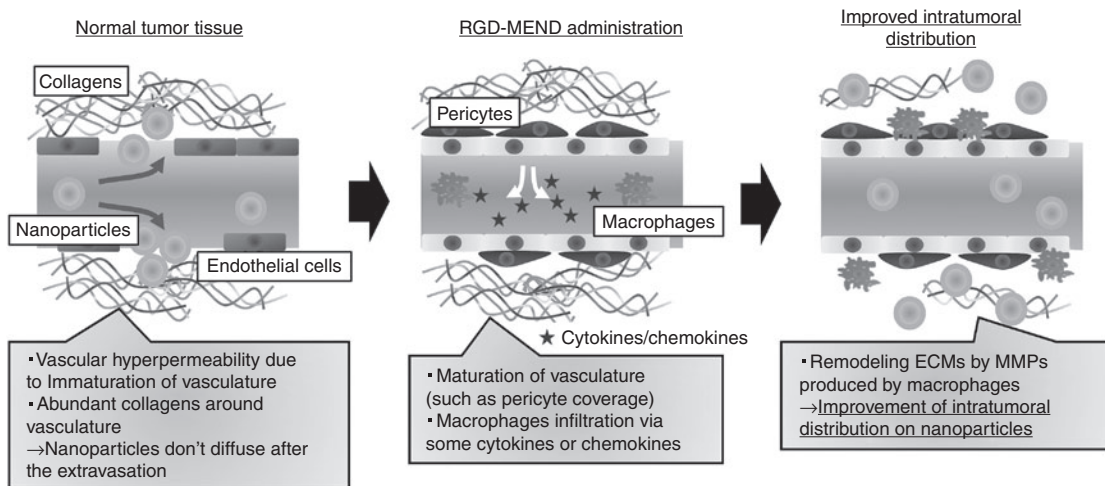 Normal tumor tissue
Collagens
Nanoparticles
Endothelial cells
▪ Vascular hyperpermeability due
to Immaturation of vasculature
▪ Abundant collagens around
vasculature
→Nanoparticles don't diffuse after
the extravasation
RGD-MEND administration
Pericytes
Macrophages
★ Cytokines/chemokines
▪ Maturation of vasculature
(such as pericyte coverage)
▪ Macrophages infiltration via
some cytokines or chemokines
Improved intratumoral
distribution
▪ Remodeling ECMs by MMPs
produced by macrophages
→Improvement of intratumoral
distribution on nanoparticles